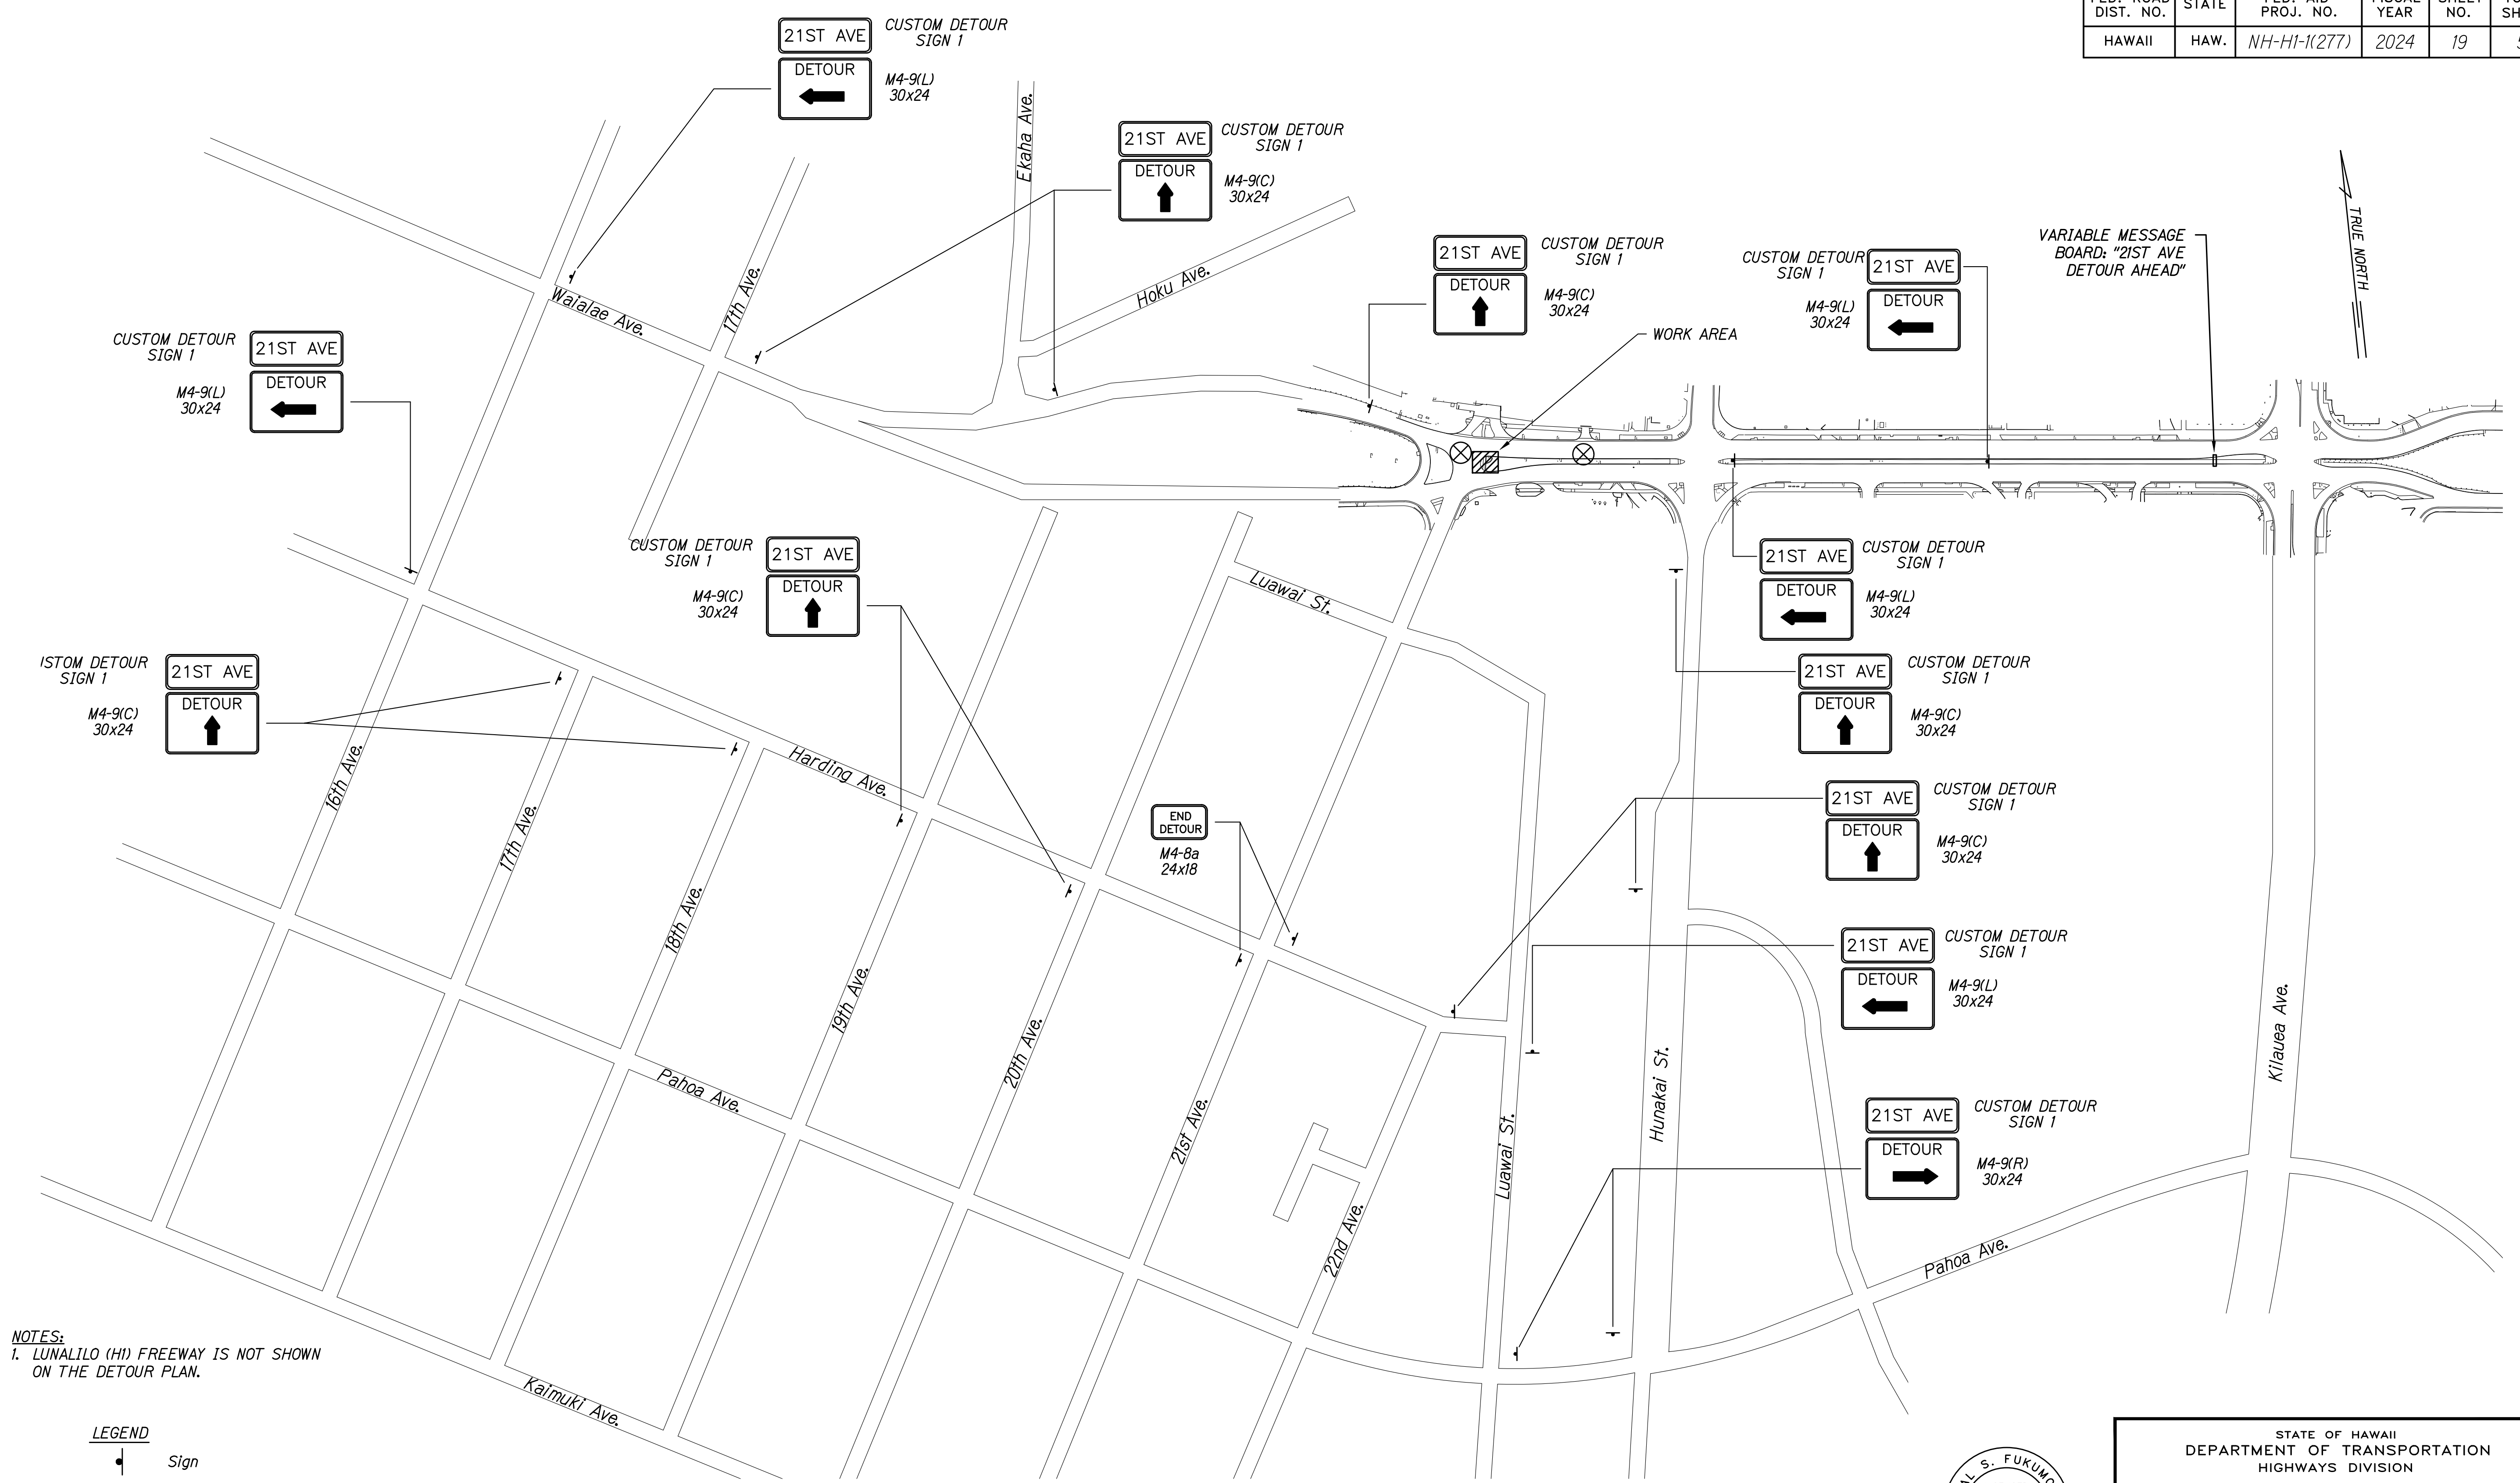 DIST. NO.
STATE
PROJ. NO.
YEAR
NO.
HAWAII
HAW.
NH-H1-1(277)
2024
19
21ST AVE
CUSTOM DETOUR
SIGN 1
DETOUR
M4-9(L)
30x24
Ekaha Ave.
21ST AVE
CUSTOM DETOUR
SIGN 1
DETOUR
M4-9(C)
30x24
TRUE NORTH
21ST AVE
CUSTOM DETOUR
SIGN 1
DETOUR
M4-9(C)
30x24
CUSTOM DETOUR
SIGN 1
21ST AVE
DETOUR
M4-9(L)
30x24
VARIABLE MESSAGE
BOARD: "21ST AVE
DETOUR AHEAD"
Hoku Ave.
17th Ave.
Waialae Ave.
WORK AREA
CUSTOM DETOUR
SIGN 1
21ST AVE
DETOUR
M4-9(L)
30x24
CUSTOM DETOUR
SIGN 1
21ST AVE
DETOUR
M4-9(C)
30x24
Luawai St.
21ST AVE
CUSTOM DETOUR
SIGN 1
DETOUR
M4-9(L)
30x24
ISTOM DETOUR
SIGN 1
21ST AVE
DETOUR
M4-9(C)
30x24
21ST AVE
CUSTOM DETOUR
SIGN 1
DETOUR
M4-9(C)
30x24
16th Ave.
17th Ave.
18th Ave.
Harding Ave.
END
DETOUR
M4-8a
24x18
21ST AVE
CUSTOM DETOUR
SIGN 1
DETOUR
M4-9(C)
30x24
19th Ave.
20th Ave.
21ST AVE
CUSTOM DETOUR
SIGN 1
DETOUR
M4-9(L)
30x24
Pahoa Ave.
21st Ave.
22nd Ave.
Luawai St.
Hunakai St.
Kilauea Ave.
21ST AVE
CUSTOM DETOUR
SIGN 1
DETOUR
M4-9(R)
30x24
Pahoa Ave.
Kaimuki Ave.
NOTES:
1. LUNALILO (H1) FREEWAY IS NOT SHOWN
ON THE DETOUR PLAN.
LEGEND
Sign
S. FUKUMO
STATE OF HAWAII
DEPARTMENT OF TRANSPORTATION
HIGHWAYS DIVISION